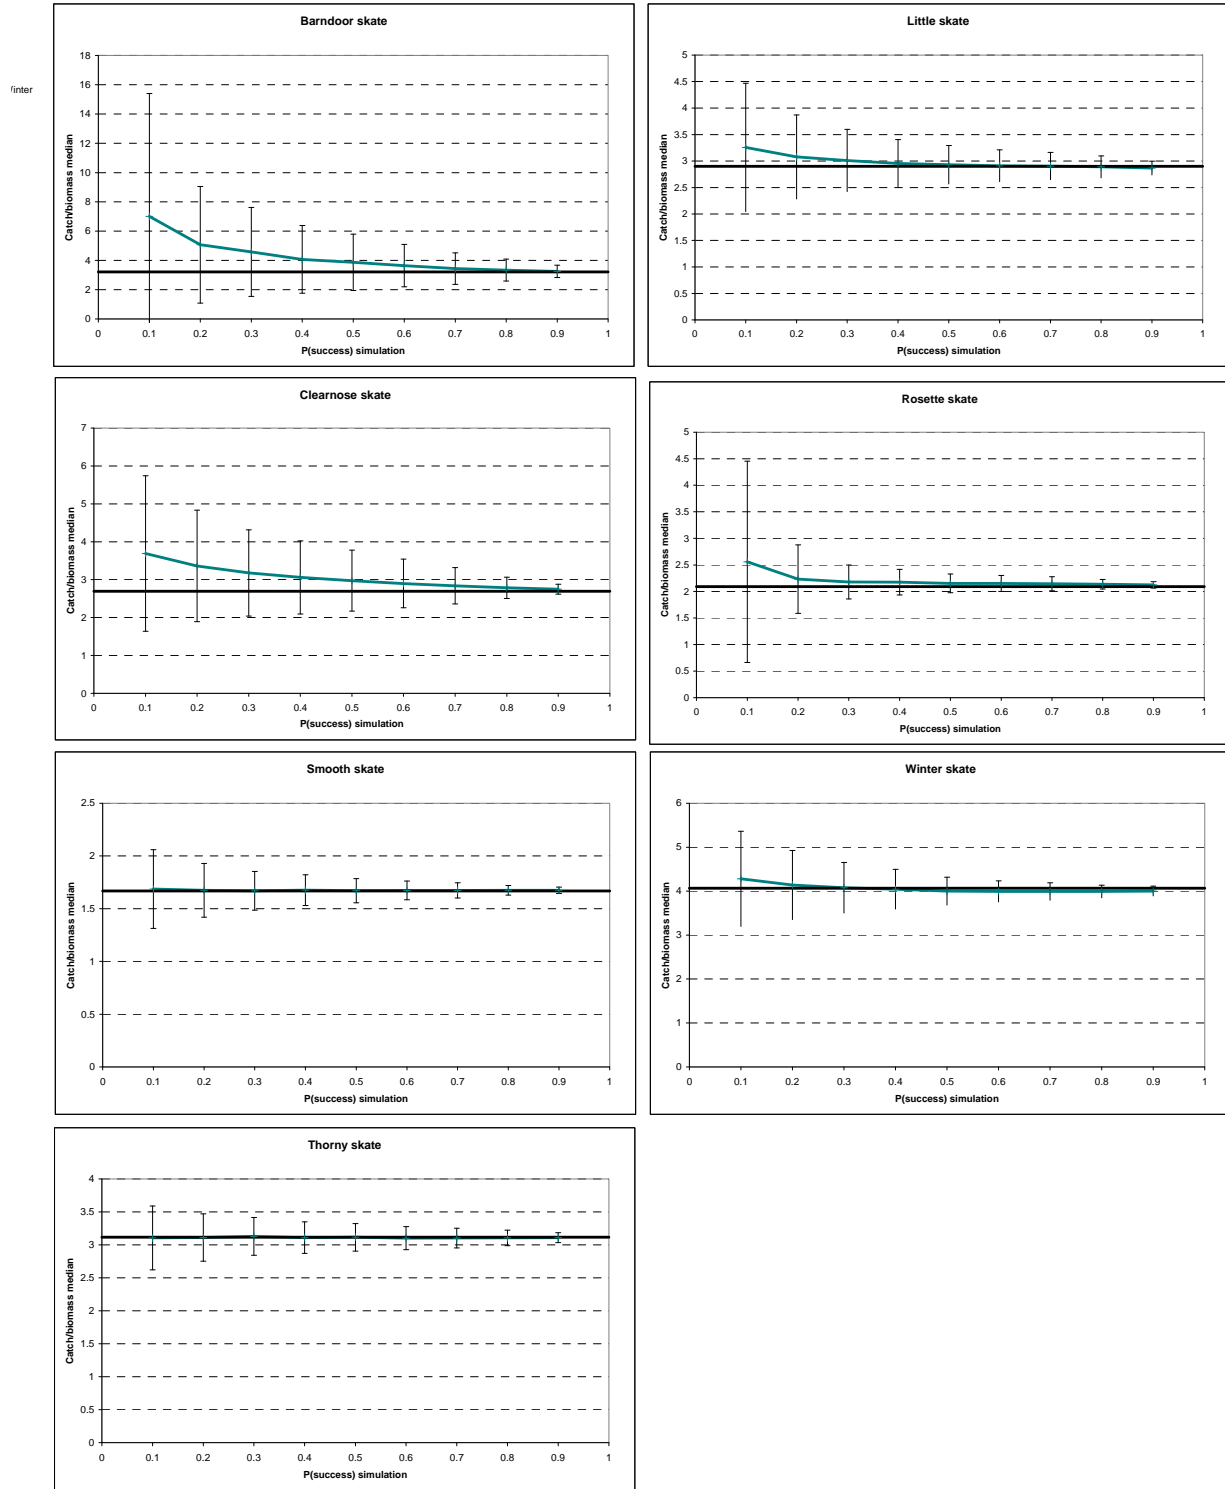 Barndoor skate
18
16
14
12
10
8
6
4
2
0
Catch/biomass median
0 0.1 0.2 0.3 0.4 0.5 0.6 0.7 0.8 0.9 1
P(success) simulation
Little skate
5
4.5
4
3.5
3
2.5
2
1.5
1
0.5
0
Catch/biomass median
0 0.1 0.2 0.3 0.4 0.5 0.6 0.7 0.8 0.9 1
P(success) simulation
Clearnose skate
7
6
5
4
3
2
1
0
Catch/biomass median
0 0.1 0.2 0.3 0.4 0.5 0.6 0.7 0.8 0.9 1
P(success) simulation
Rosette skate
5
4.5
4
3.5
3
2.5
2
1.5
1
0.5
0
Catch/biomass median
0 0.1 0.2 0.3 0.4 0.5 0.6 0.7 0.8 0.9 1
P(success) simulation
Smooth skate
2.5
2
1.5
1
0.5
0
Catch/biomass median
0 0.1 0.2 0.3 0.4 0.5 0.6 0.7 0.8 0.9 1
P(success) simulation
Winter skate
6
5
4
3
2
1
0
Catch/biomass median
0 0.1 0.2 0.3 0.4 0.5 0.6 0.7 0.8 0.9 1
P(success) simulation
Thorny skate
4
3.5
3
2.5
2
1.5
1
0.5
0
Catch/biomass median
0 0.1 0.2 0.3 0.4 0.5 0.6 0.7 0.8 0.9 1
P(success) simulation